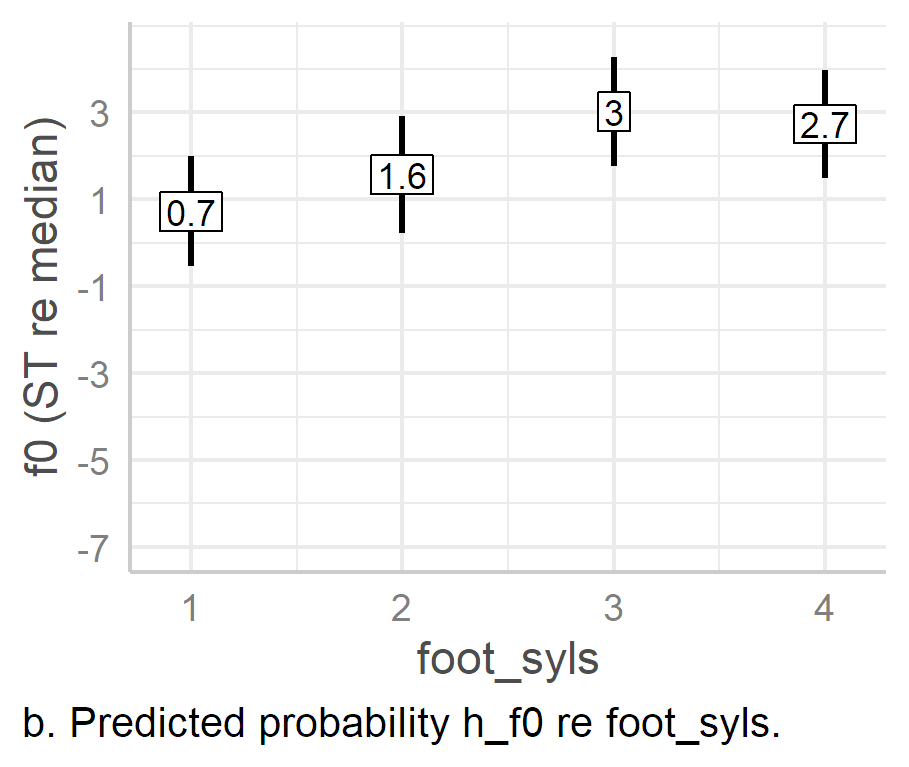 f0 (ST re median)
3
1
-1
-3
-5
-7
0.7
1.6
3
2.7
1 2 3 4
foot_syls
b. Predicted probability h_f0 re foot_syls.